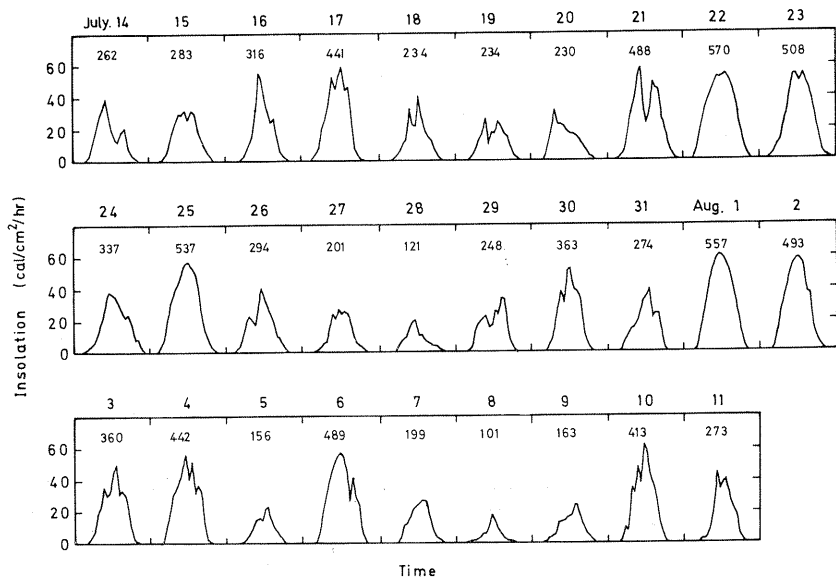 July. 14 15 16 17 18 19 20 21 22 23
262 283 316 441 234 234 230 488 570 508
60
40
20
0
24 25 26 27 28 29 30 31 Aug. 1 2
337 537 294 201 121 248 363 274 557 493
60
40
20
0
Insolation (cal/cm²/hr)
3 4 5 6 7 8 9 10 11
360 442 156 489 199 101 163 413 273
60
40
20
0
Time